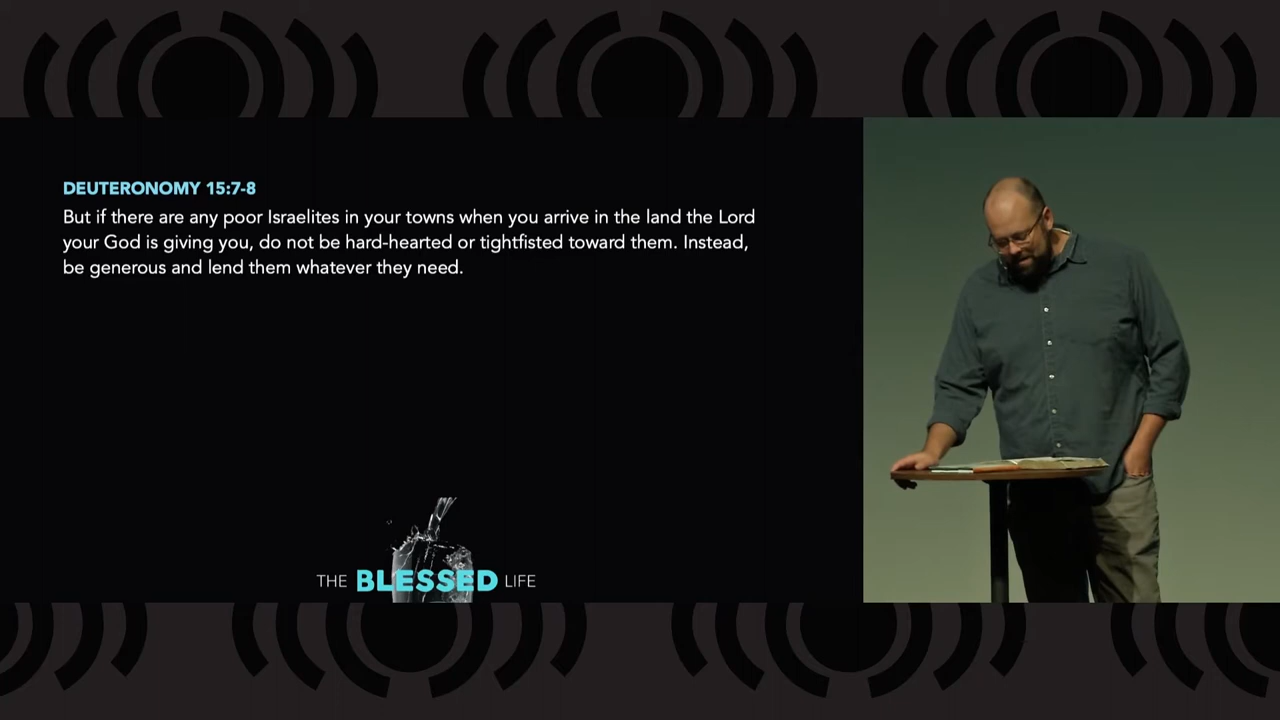 DEUTERONOMY 15:7-8
But if there are any poor Israelites in your towns when you arrive in the land the Lord
your God is giving you, do not be hard-hearted or tightfisted toward them. Instead,
be generous and lend them whatever they need.
THE BLESSED LIFE